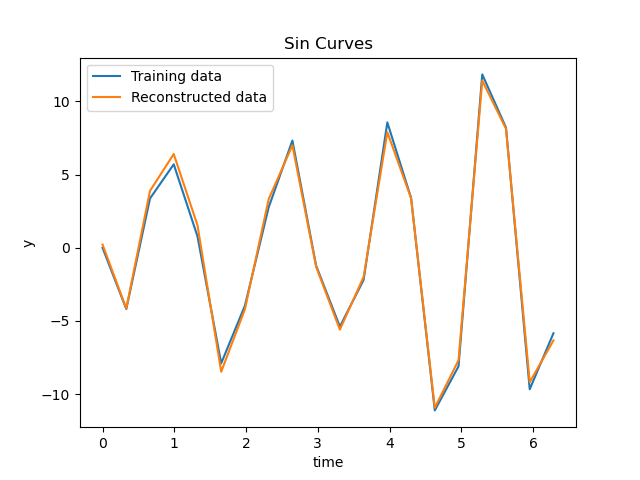 Sin Curves
Training data
Reconstructed data
y
10
5
0
−5
−10
0 1 2 3 4 5 6
time